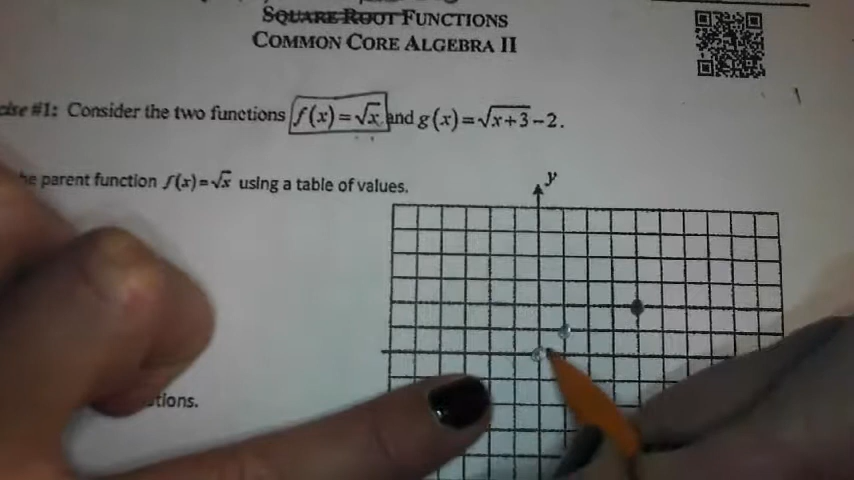 SQUARE ROOT FUNCTIONS
COMMON CORE ALGEBRA II
#1: Consider the two functions f(x)=√x and g(x)=√x+3−2.
parent function f(x)=√x using a table of values.
y